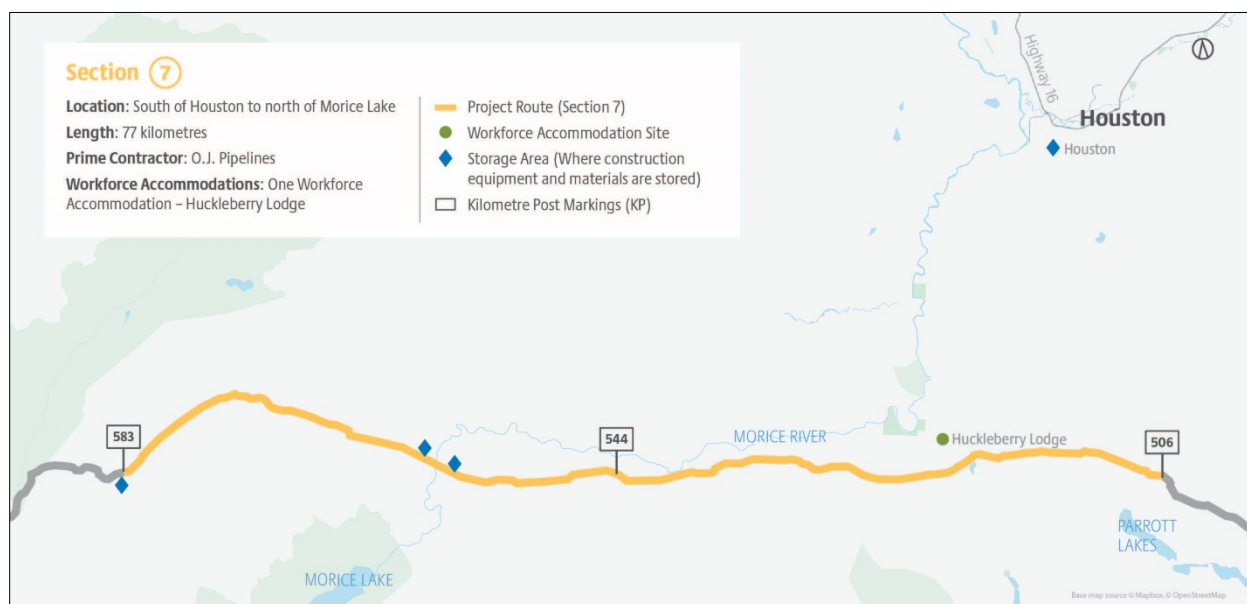 Section 7
Location: South of Houston to north of Morice Lake
Length: 77 kilometres
Prime Contractor: O.J. Pipelines
Workforce Accommodations: One Workforce
Accommodation – Huckleberry Lodge
Project Route (Section 7)
Workforce Accommodation Site
Storage Area (Where construction
equipment and materials are stored)
Kilometre Post Markings (KP)
Highway 16
Houston
Houston
583
544
MORICE RIVER
Huckleberry Lodge
506
MORICE LAKE
PARROTT
LAKES
Base map source © Mapbox, © OpenStreetMap